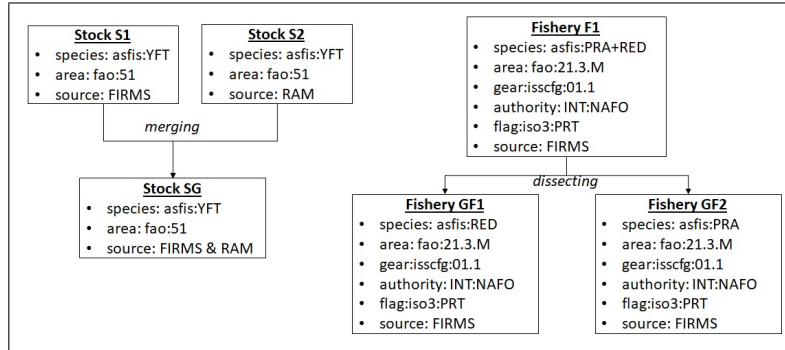 Stock S1
• species: asfis:YFT
• area: fao:51
• source: FIRMS
Stock S2
• species: asfis:YFT
• area: fao:51
• source: RAM
merging
Stock SG
• species: asfis:YFT
• area: fao:51
• source: FIRMS & RAM
Fishery F1
• species: asfis:PRA+RED
• area: fao:21.3.M
• gear:isscfg:01.1
• authority: INT:NAFO
• flag:iso3:PRT
• source: FIRMS
dissecting
Fishery GF1
• species: asfis:RED
• area: fao:21.3.M
• gear:isscfg:01.1
• authority: INT:NAFO
• flag:iso3:PRT
• source: FIRMS
Fishery GF2
• species: asfis:PRA
• area: fao:21.3.M
• gear:isscfg:01.1
• authority: INT:NAFO
• flag:iso3:PRT
• source: FIRMS